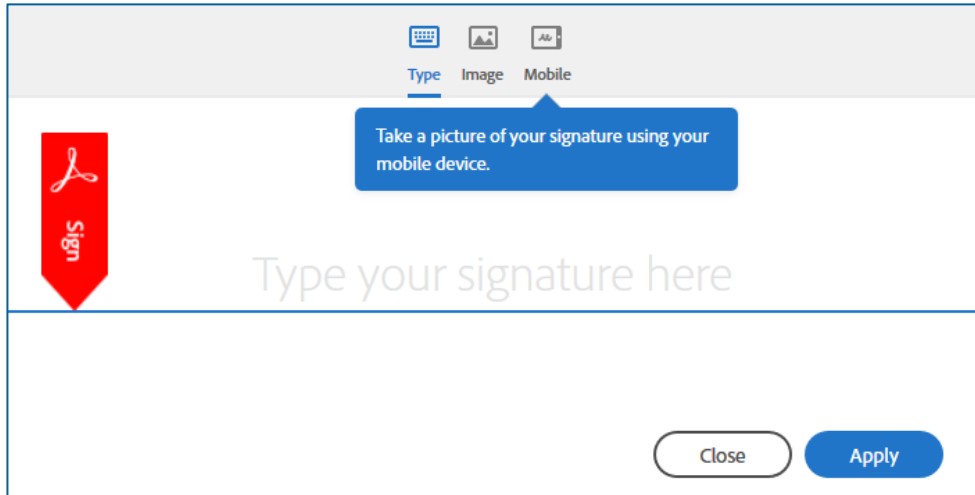 Type Image Mobile
Take a picture of your signature using your
mobile device.
Sign
Type your signature here
Close Apply